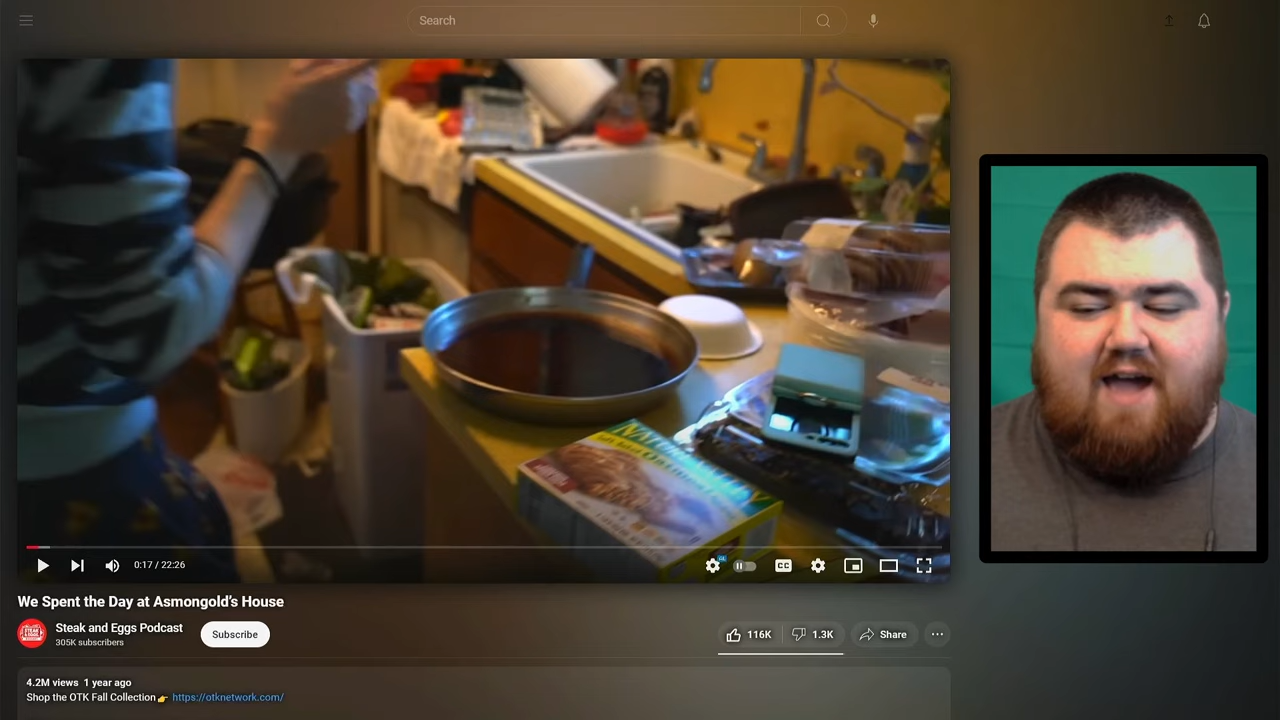 Search
0:17 / 22:26
CC
We Spent the Day at Asmongold's House
Steak and Eggs Podcast
305K subscribers
Subscribe
116K
1.3K
Share
4.2M views 1 year ago
Shop the OTK Fall Collection👉 https://otknetwork.com/